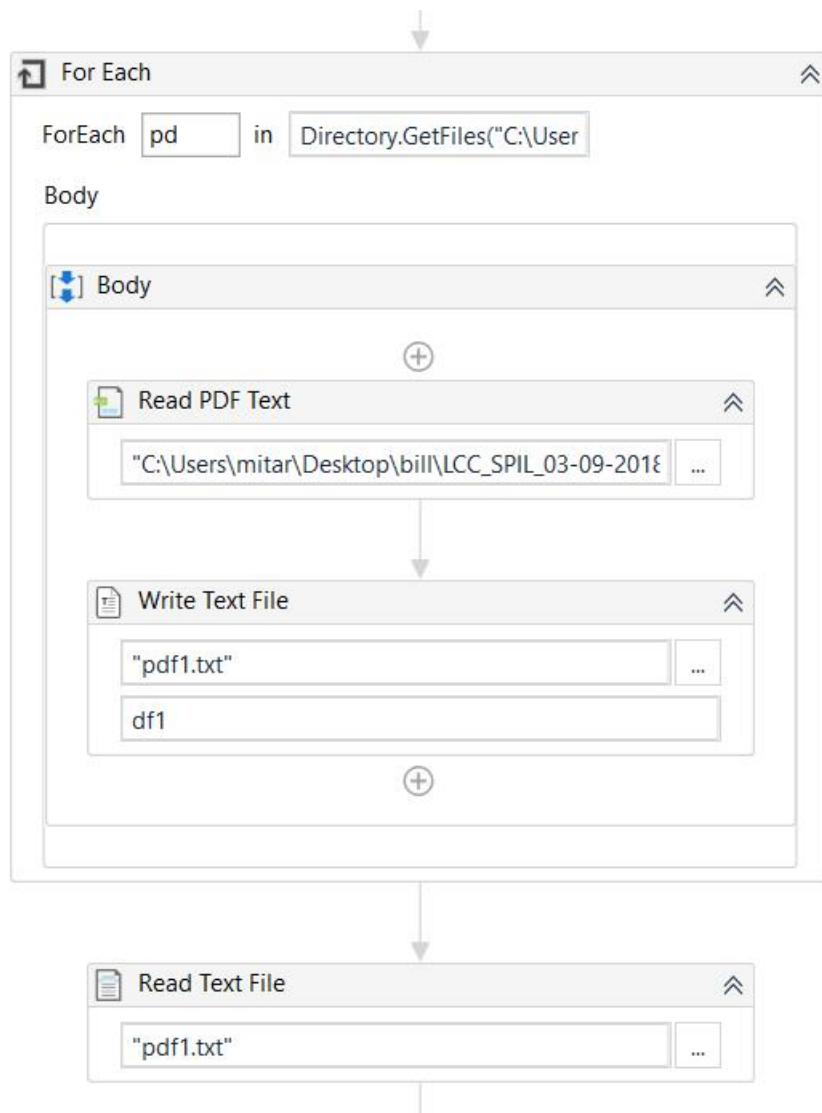 For Each
ForEach pd in Directory.GetFiles("C:\User
Body
Body
Read PDF Text
"C:\Users\mitar\Desktop\bill\LCC_SPIL_03-09-2018 ...
Write Text File
"pdf1.txt" ...
df1
Read Text File
"pdf1.txt" ...